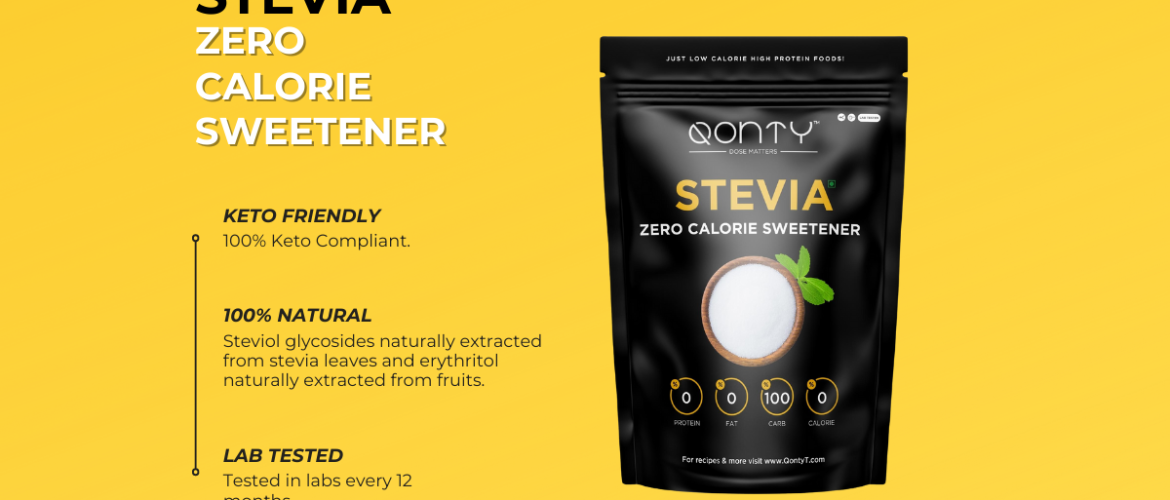 STEVIA
ZERO
CALORIE
SWEETENER
KETO FRIENDLY
100% Keto Compliant.
100% NATURAL
Steviol glycosides naturally extracted
from stevia leaves and erythritol
naturally extracted from fruits.
LAB TESTED
Tested in labs every 12
months
JUST LOW CALORIE HIGH PROTEIN FOODS!
QONTY™
DOSE MATTERS
STEVIA
ZERO CALORIE SWEETENER
% % % %
0 0 100 0
PROTEIN FAT CARB CALORIE
For recipes & more visit www.QontyT.com